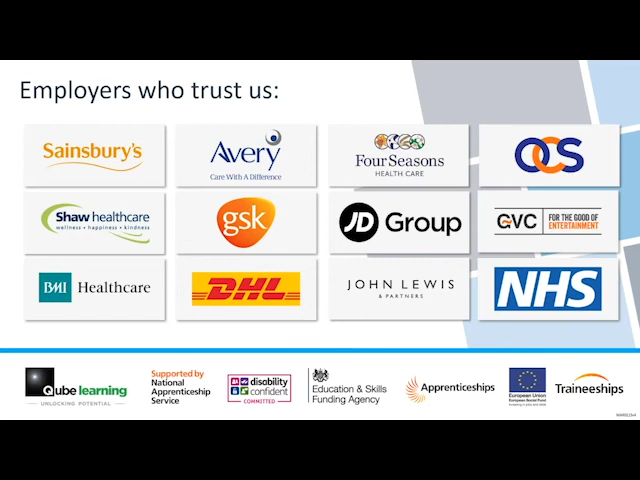 Employers who trust us:
Sainsbury's
Avery
Care With A Difference
Four Seasons
HEALTH CARE
OCS
Shaw healthcare
wellness • happiness • kindness
gsk
JD Group
GVC
FOR THE GOOD OF
ENTERTAINMENT
BMI Healthcare
DHL
JOHN LEWIS
& PARTNERS
NHS
Qube learning
UNLOCKING POTENTIAL
Supported by
National
Apprenticeship
Service
disability
confident
COMMITTED
Education & Skills
Funding Agency
Apprenticeships
European Union
European Social Fund
Traineeships